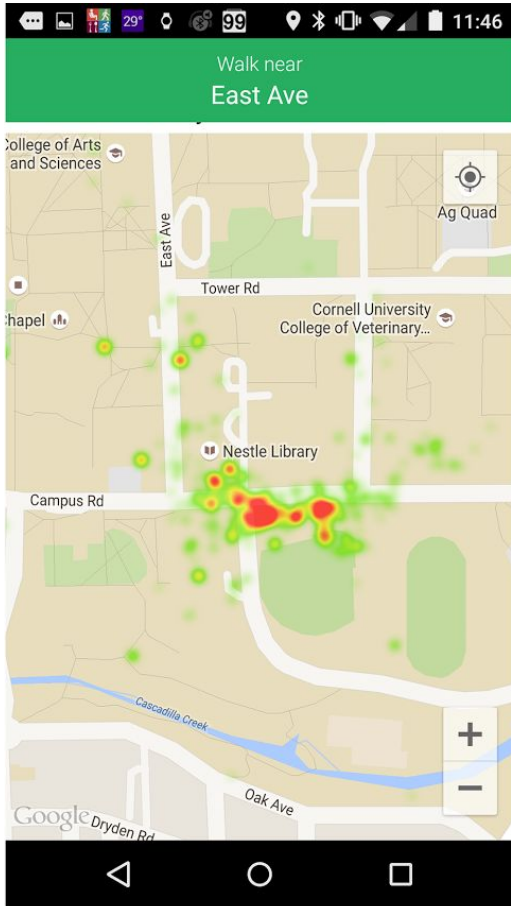 29°
99
11:46
Walk near
East Ave
College of Arts
and Sciences
Ag Quad
East Ave
Tower Rd
Cornell University
College of Veterinary...
Chapel
Nestle Library
Campus Rd
Cascadilla Creek
Oak Ave
Google
Dryden Rd